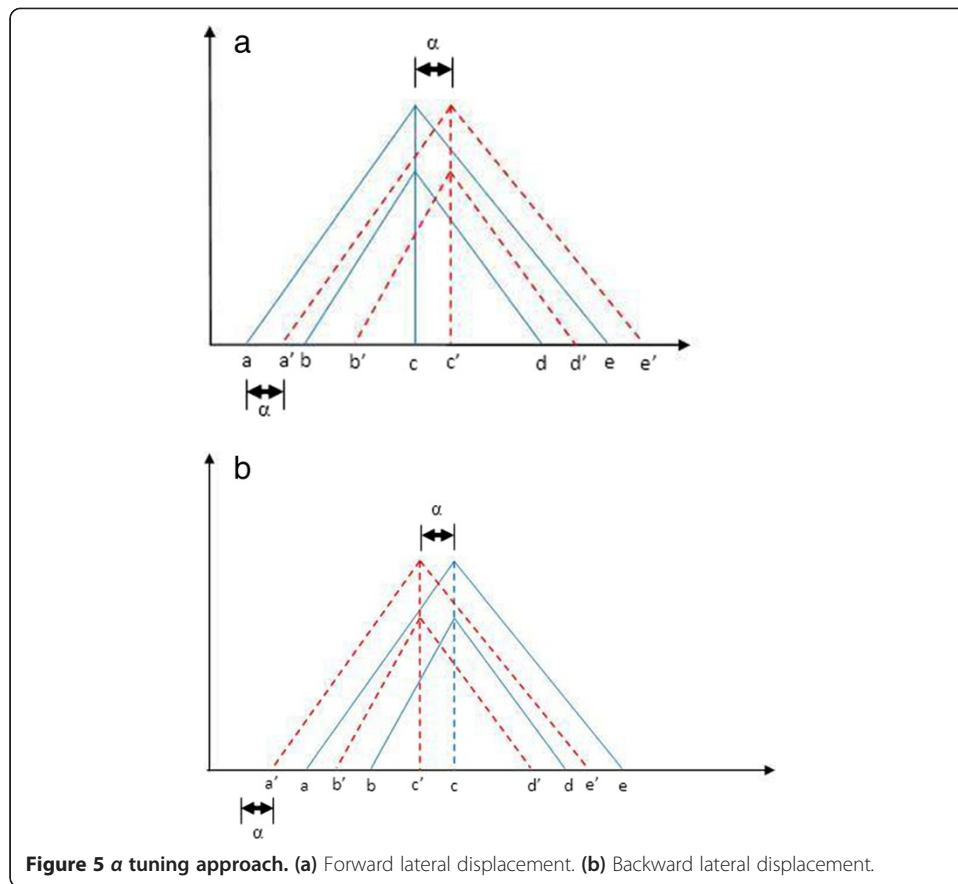 a
α
a a' b b' c c' d d' e e'
α
b
α
a' a b' b c' c d' d e' e
α
Figure 5 α tuning approach. (a) Forward lateral displacement. (b) Backward lateral displacement.